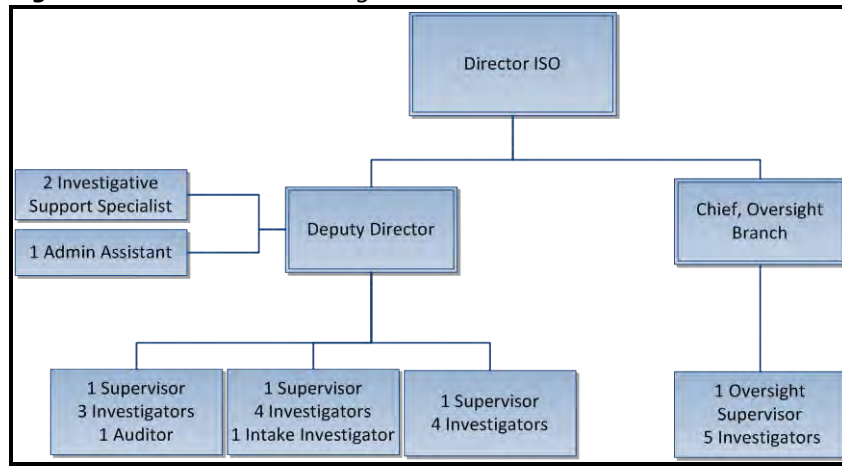 Director ISO
2 Investigative
Support Specialist
1 Admin Assistant
Deputy Director
Chief, Oversight
Branch
1 Supervisor
3 Investigators
1 Auditor
1 Supervisor
4 Investigators
1 Intake Investigator
1 Supervisor
4 Investigators
1 Oversight
Supervisor
5 Investigators